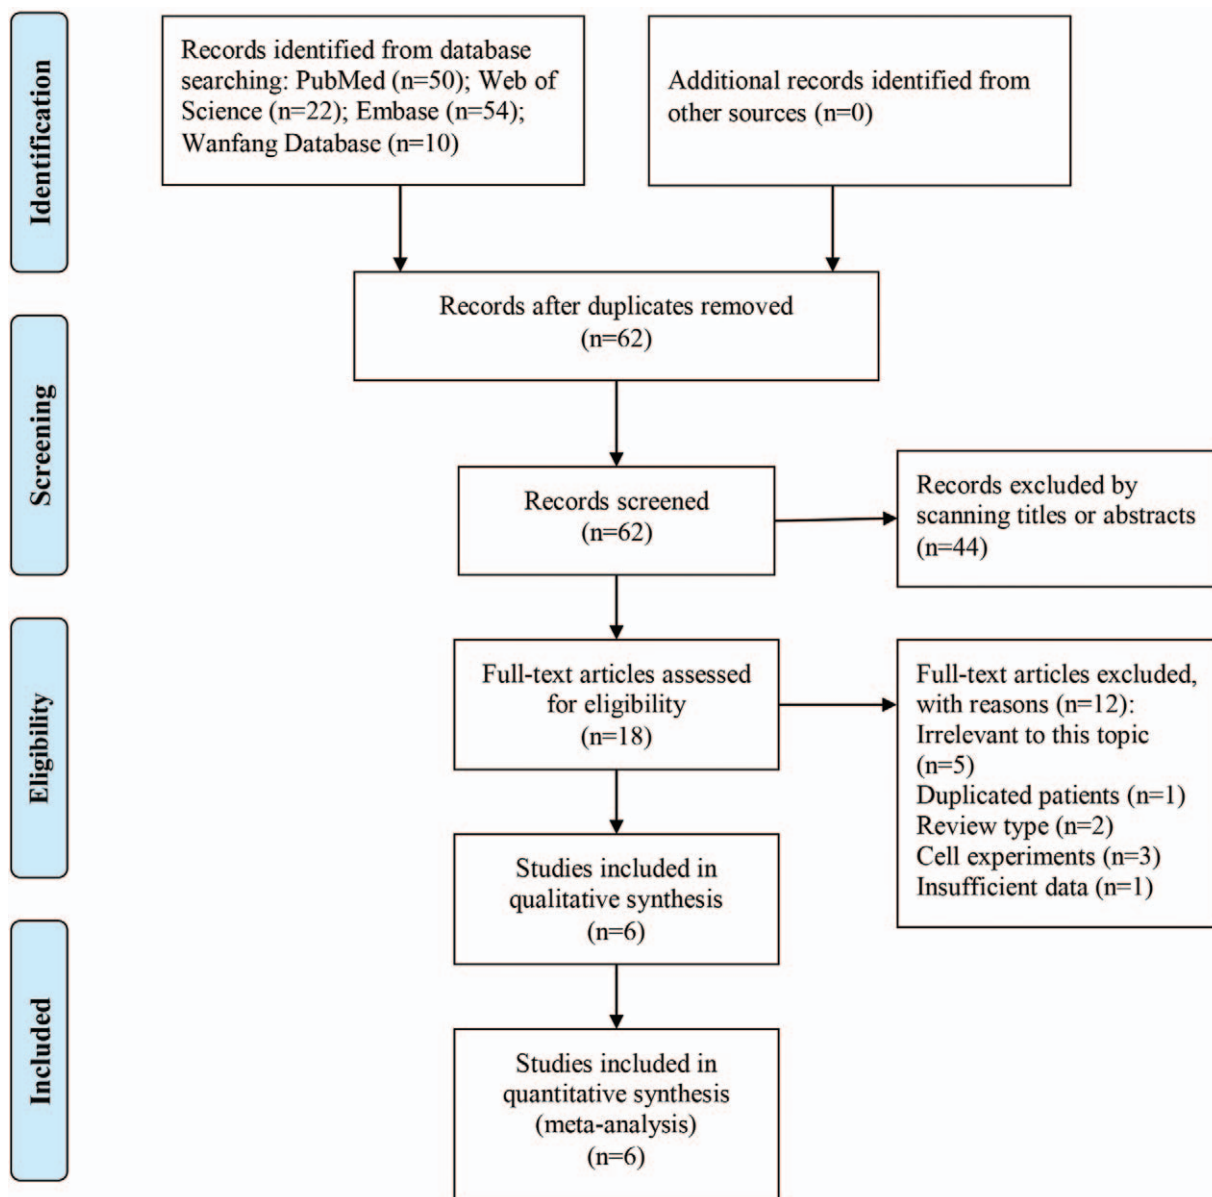 Identification
Records identified from database
searching: PubMed (n=50); Web of
Science (n=22); Embase (n=54);
Wanfang Database (n=10)
Additional records identified from
other sources (n=0)
Records after duplicates removed
(n=62)
Screening
Records screened
(n=62)
Records excluded by
scanning titles or abstracts
(n=44)
Eligibility
Full-text articles assessed
for eligibility
(n=18)
Full-text articles excluded,
with reasons (n=12):
Irrelevant to this topic
(n=5)
Duplicated patients (n=1)
Review type (n=2)
Cell experiments (n=3)
Insufficient data (n=1)
Studies included in
qualitative synthesis
(n=6)
Included
Studies included in
quantitative synthesis
(meta-analysis)
(n=6)